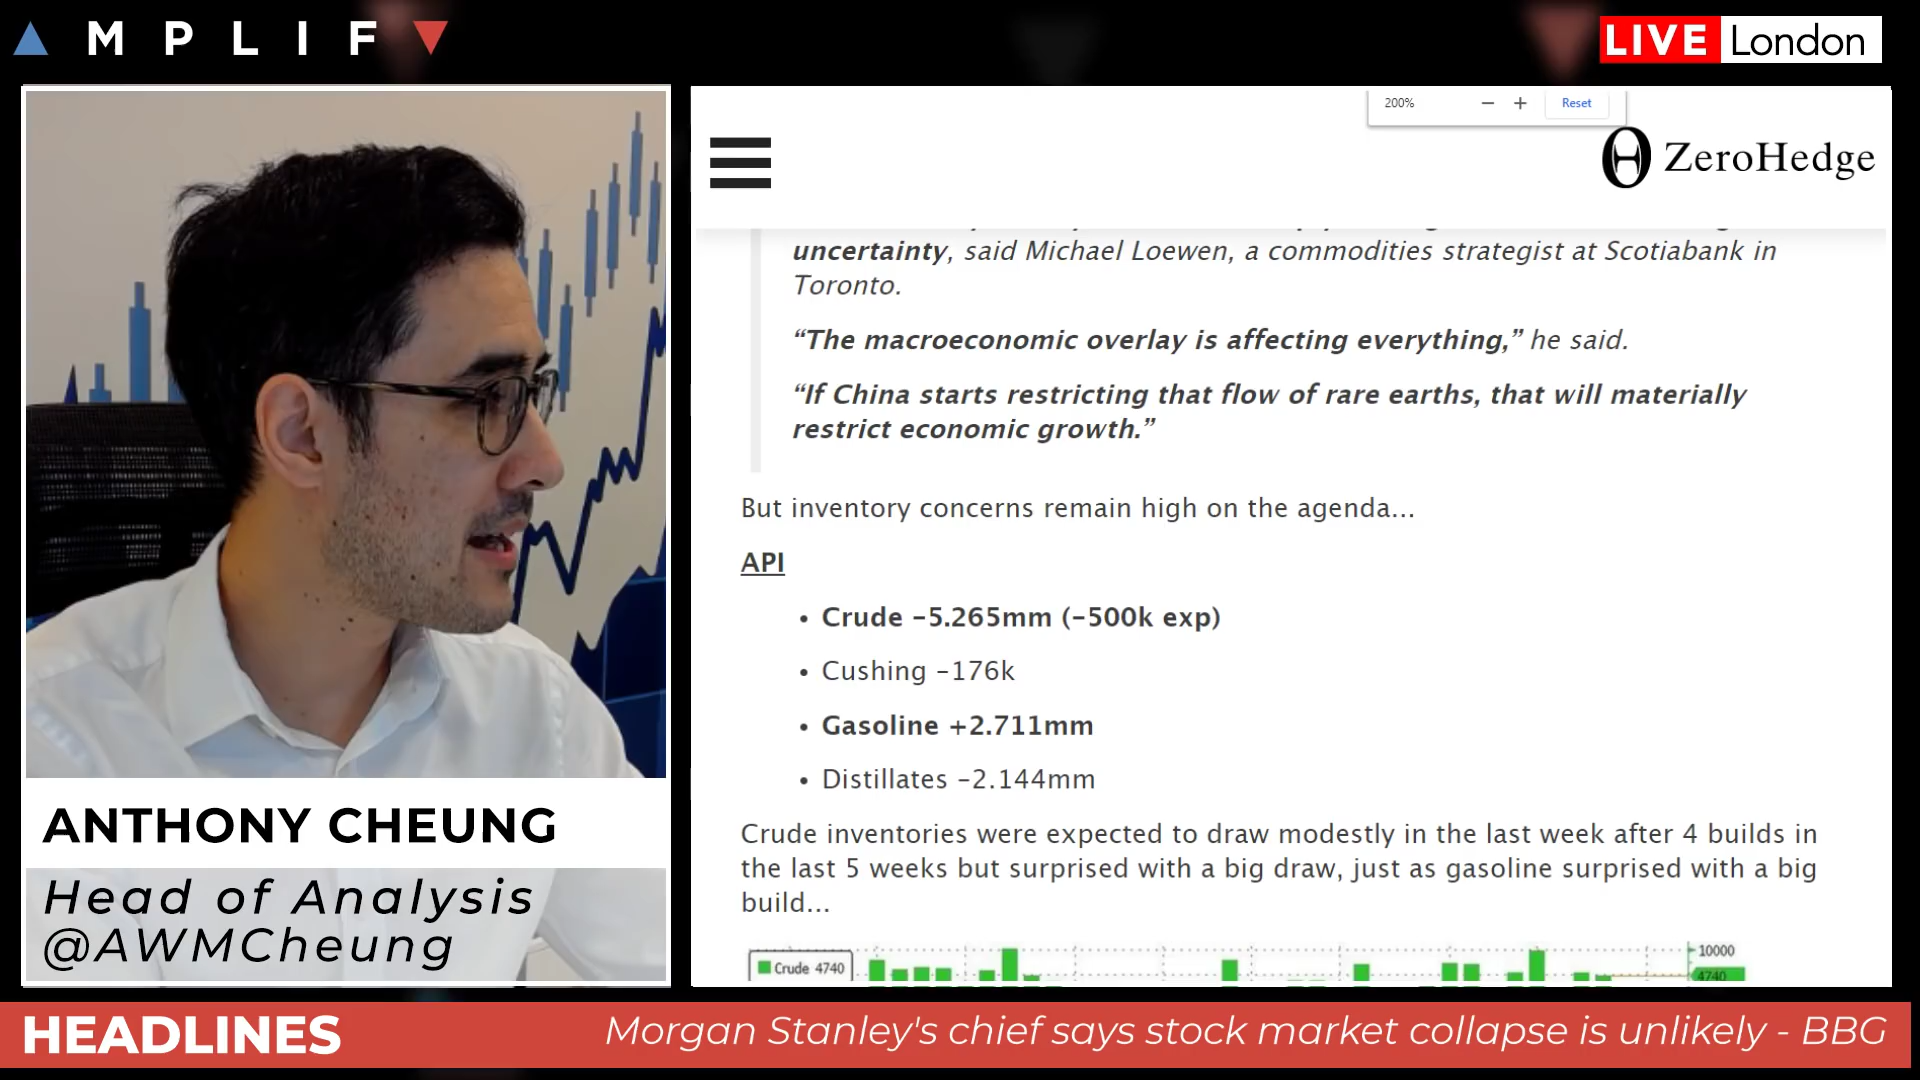 MPLIF
LIVE London
200% − + Reset
ZeroHedge
uncertainty, said Michael Loewen, a commodities strategist at Scotiabank in
Toronto.
“The macroeconomic overlay is affecting everything,” he said.
“If China starts restricting that flow of rare earths, that will materially
restrict economic growth.”
But inventory concerns remain high on the agenda...
API
• Crude -5.265mm (-500k exp)
• Cushing -176k
• Gasoline +2.711mm
• Distillates -2.144mm
Crude inventories were expected to draw modestly in the last week after 4 builds in
the last 5 weeks but surprised with a big draw, just as gasoline surprised with a big
build...
Crude 4740
10000
4740
ANTHONY CHEUNG
Head of Analysis
@AWMCheung
HEADLINES
Morgan Stanley's chief says stock market collapse is unlikely - BBG